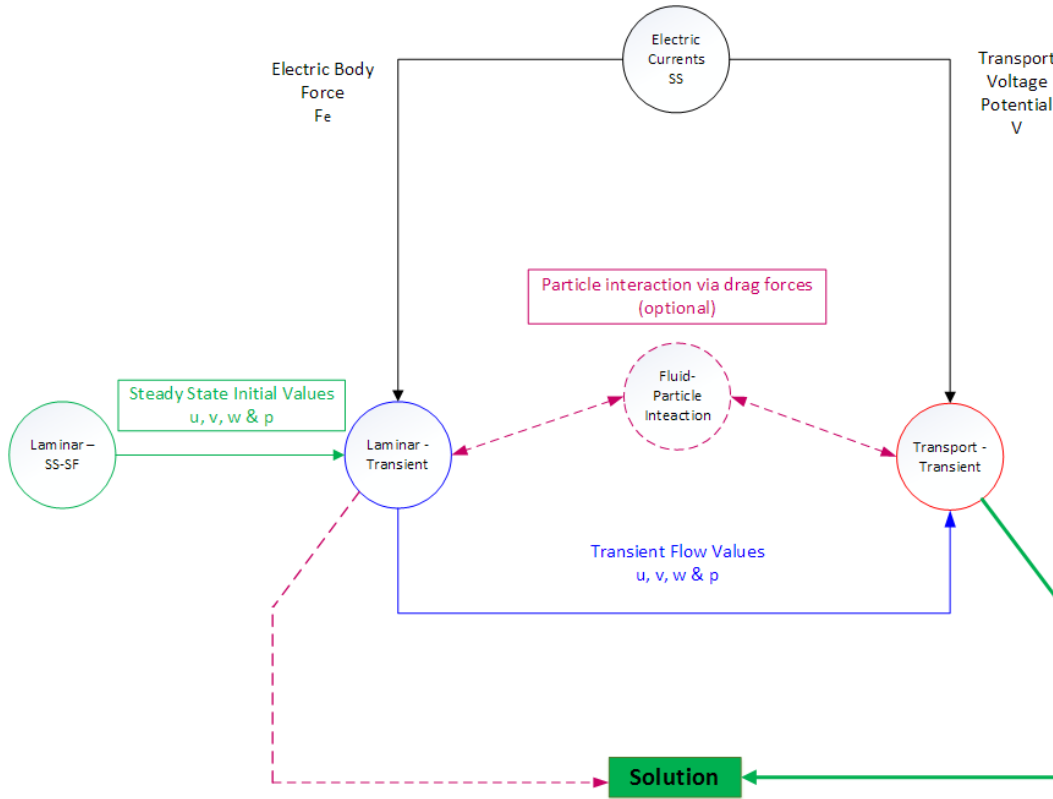 Electric
Currents
SS
Electric Body
Force
Fe
Transport
Voltage
Potential
V
Particle interaction via drag forces
(optional)
Steady State Initial Values
u, v, w & p
Fluid-
Particle
Inteaction
Laminar –
SS-SF
Laminar -
Transient
Transport -
Transient
Transient Flow Values
u, v, w & p
Solution